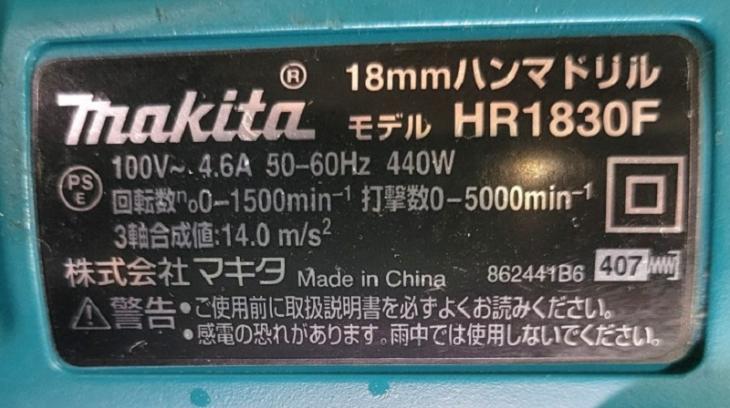 makita® 18mmハンマドリル
モデル HR1830F
PS E
100V~ 4.6A 50-60Hz 440W
回転数n₀0-1500min⁻¹ 打撃数0-5000min⁻¹
3軸合成値:14.0 m/s²
株式会社 マキタ Made in China 862441B6 407
⚠警告 •ご使用前に取扱説明書を必ずよくお読みください。
•感電の恐れがあります。雨中では使用しないでください。